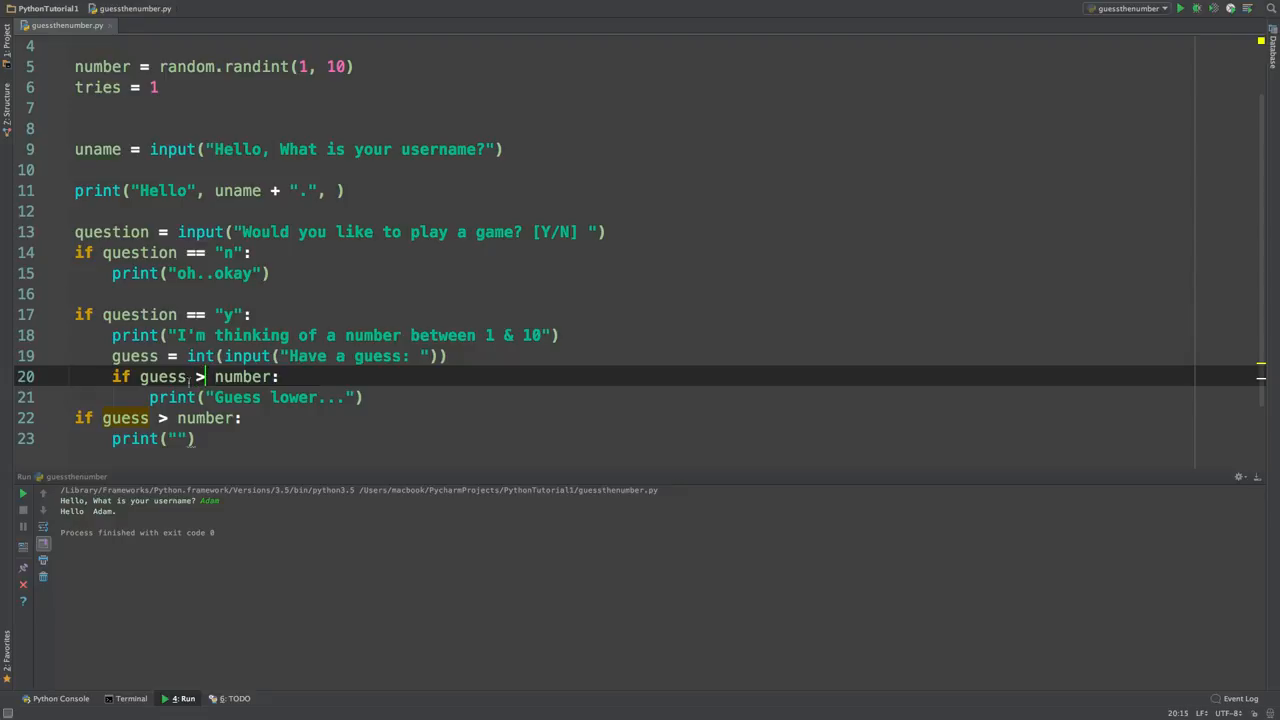 PythonTutorial1 guessthenumber.py guessthenumber
guessthenumber.py
1: Project
7: Structure
2: Favorites
Database
4
5 number = random.randint(1, 10)
6 tries = 1
7
8
9 uname = input("Hello, What is your username?")
10
11 print("Hello", uname + ".", )
12
13 question = input("Would you like to play a game? [Y/N] ")
14 if question == "n":
15 print("oh..okay")
16
17 if question == "y":
18 print("I'm thinking of a number between 1 & 10")
19 guess = int(input("Have a guess: "))
20 if guess > number:
21 print("Guess lower...")
22 if guess > number:
23 print("")
Run guessthenumber
/Library/Frameworks/Python.framework/Versions/3.5/bin/python3.5 /Users/macbook/PycharmProjects/PythonTutorial1/guessthenumber.py
Hello, What is your username? Adam
Hello Adam.
Process finished with exit code 0
Python Console Terminal 4: Run 6: TODO Event Log
20:15 LF÷ UTF-8÷